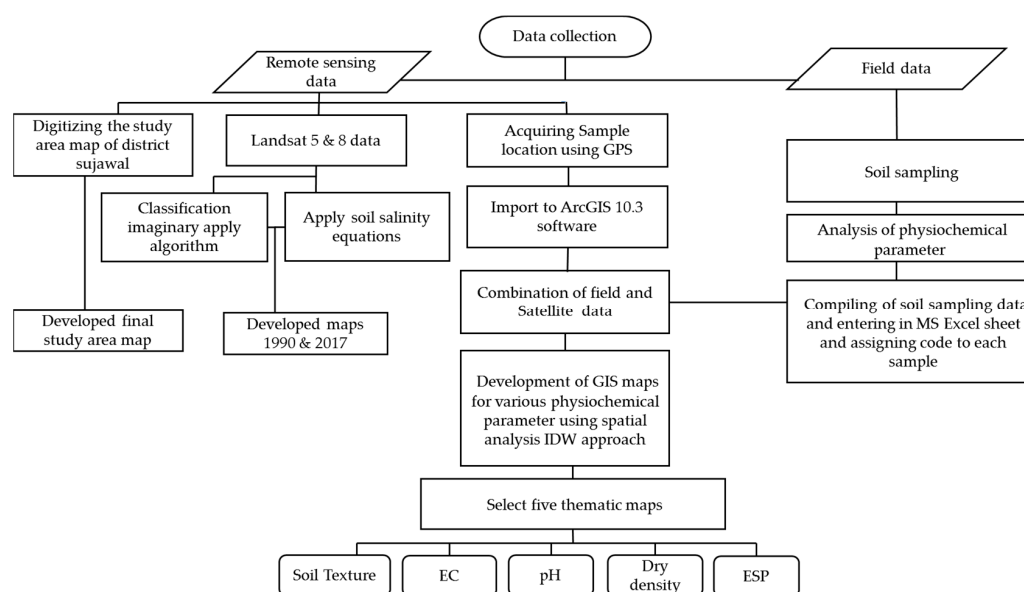 Data collection
Remote sensing
data
Field data
Digitizing the study
area map of district
sujawal
Landsat 5 & 8 data
Acquiring Sample
location using GPS
Soil sampling
Classification
imaginary apply
algorithm
Apply soil salinity
equations
Import to ArcGIS 10.3
software
Analysis of physiochemical
parameter
Combination of field and
Satellite data
Compiling of soil sampling data
and entering in MS Excel sheet
and assigning code to each
sample
Developed final
study area map
Developed maps
1990 & 2017
Development of GIS maps
for various physiochemical
parameter using spatial
analysis IDW approach
Select five thematic maps
Soil Texture
EC
pH
Dry
density
ESP